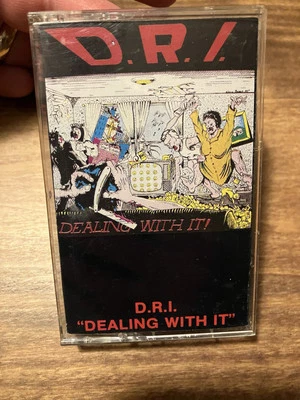 D.R.I.
DEALING WITH IT!
D.R.I.
"DEALING WITH IT"